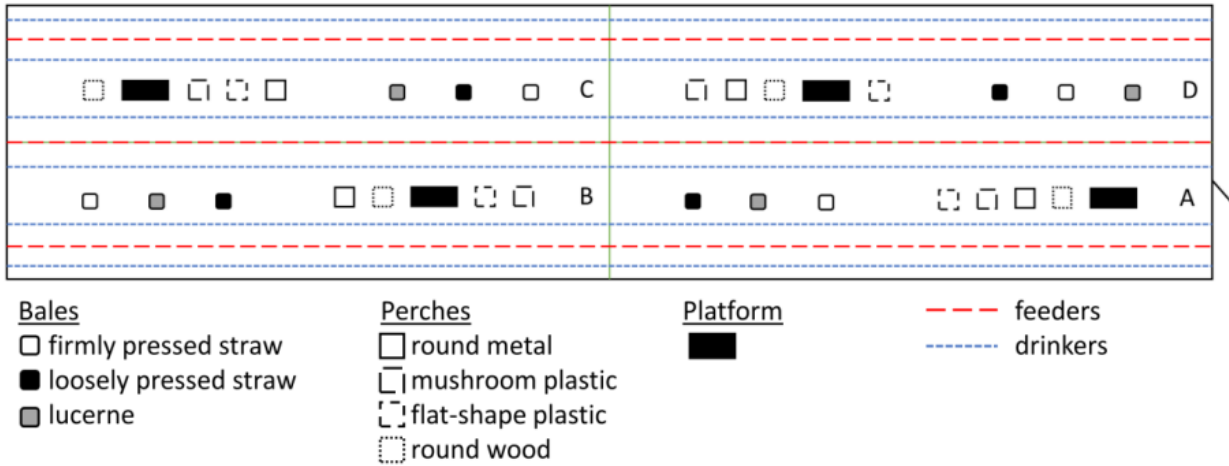 C D
B A
Bales Perches Platform
firmly pressed straw round metal feeders
loosely pressed straw mushroom plastic drinkers
lucerne flat-shape plastic
round wood